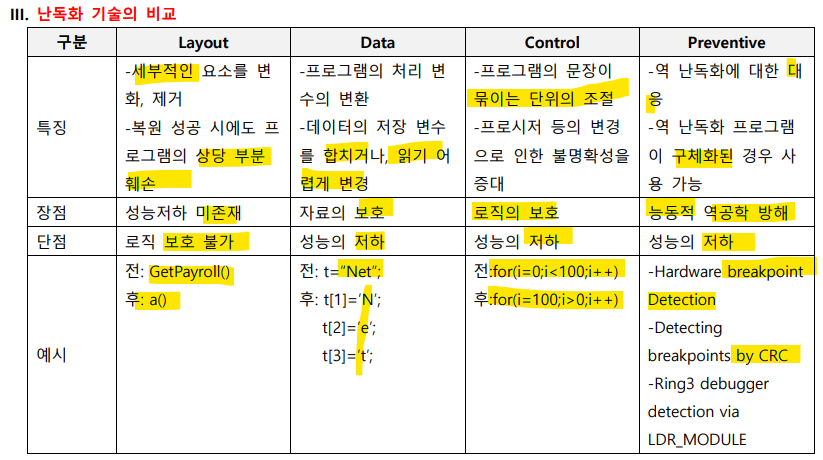 III. 난독화 기술의 비교
구분 Layout Data Control Preventive
특징
-세부적인 요소를 변
화, 제거
-복원 성공 시에도 프
로그램의 상당 부분
훼손
-프로그램의 처리 변
수의 변환
-데이터의 저장 변수
를 합치거나, 읽기 어
렵게 변경
-프로그램의 문장이
묶이는 단위의 조절
-프로시저 등의 변경
으로 인한 불명확성을
증대
-역 난독화에 대한 대
응
-역 난독화 프로그램
이 구체화된 경우 사
용 가능
장점 성능저하 미존재 자료의 보호 로직의 보호 능동적 역공학 방해
단점 로직 보호 불가 성능의 저하 성능의 저하 성능의 저하
예시
전: GetPayroll()
후: a()
전: t="Net";
후: t[1]='N';
t[2]='e';
t[3]='t';
전:for(i=0;i<100;i++)
후:for(i=100;i>0;i++)
-Hardware breakpoint
Detection
-Detecting
breakpoints by CRC
-Ring3 debugger
detection via
LDR_MODULE